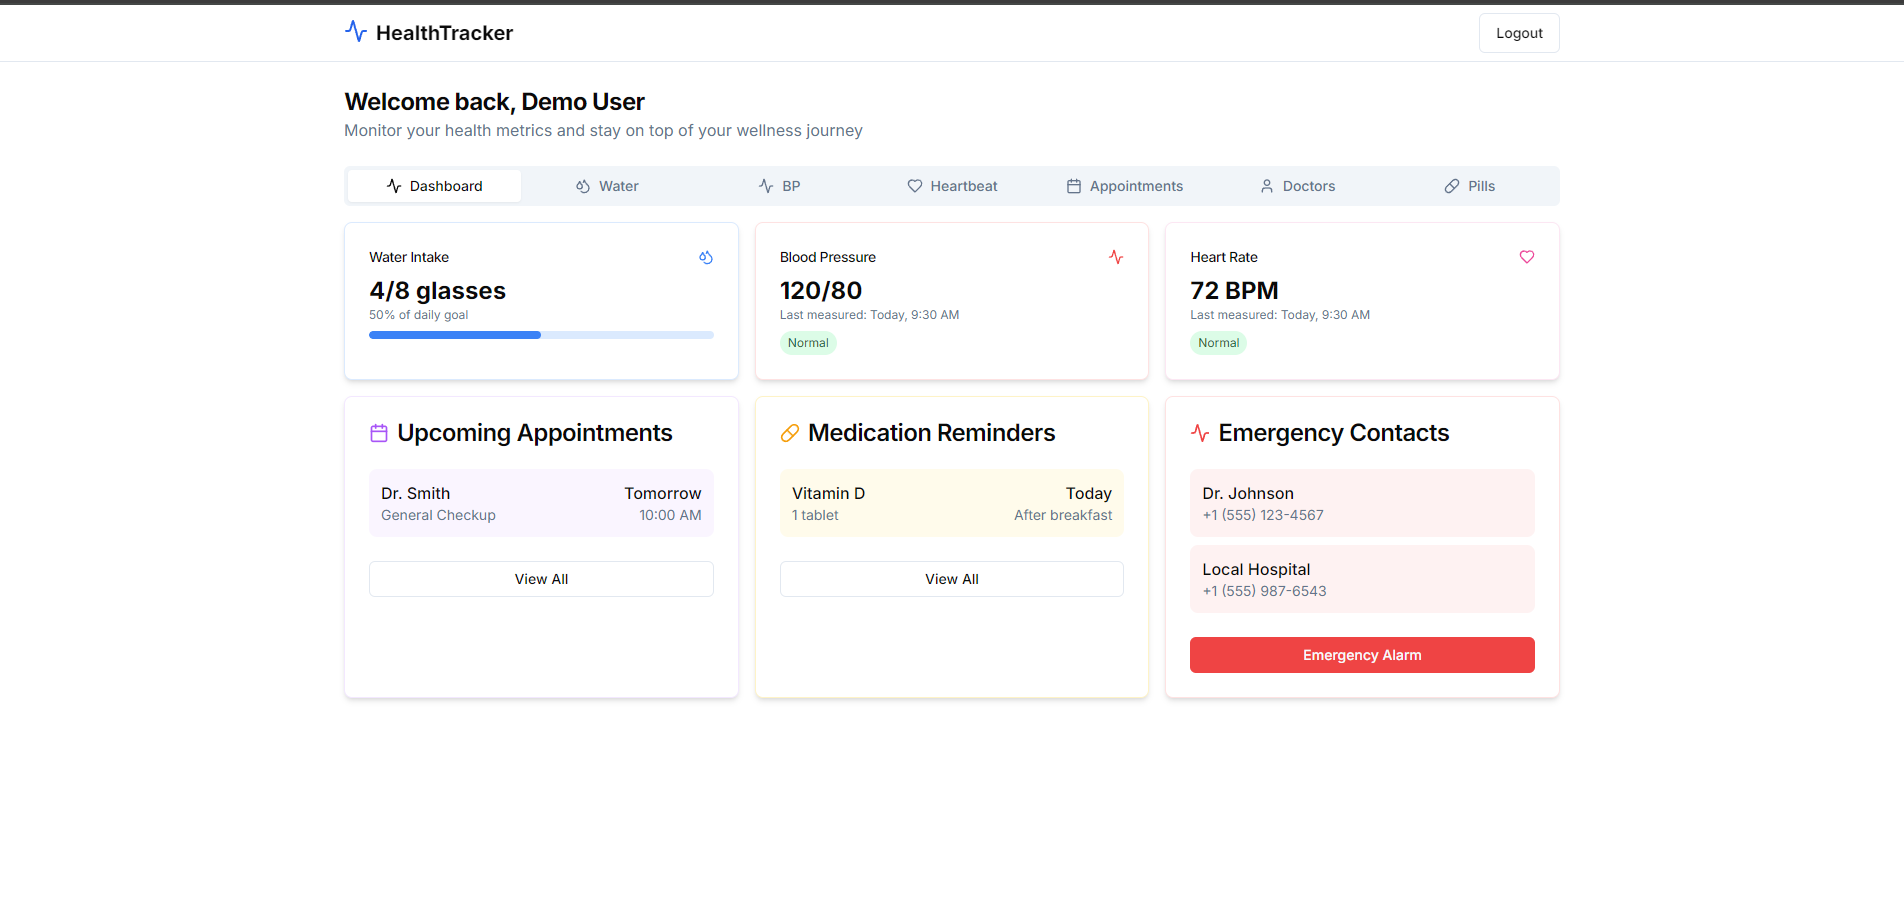 HealthTracker
Logout
Welcome back, Demo User
Monitor your health metrics and stay on top of your wellness journey
Dashboard Water BP Heartbeat Appointments Doctors Pills
Water Intake
4/8 glasses
50% of daily goal
Blood Pressure
120/80
Last measured: Today, 9:30 AM
Normal
Heart Rate
72 BPM
Last measured: Today, 9:30 AM
Normal
Upcoming Appointments
Dr. Smith Tomorrow
General Checkup 10:00 AM
View All
Medication Reminders
Vitamin D Today
1 tablet After breakfast
View All
Emergency Contacts
Dr. Johnson
+1 (555) 123-4567
Local Hospital
+1 (555) 987-6543
Emergency Alarm